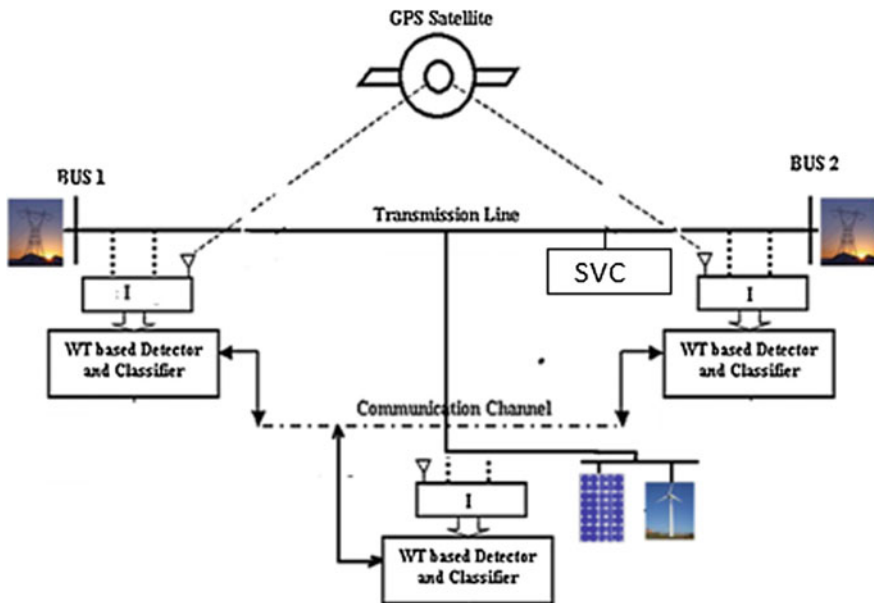 GPS Satellite
BUS 1
BUS 2
Transmission Line
SVC
I
I
WT based Detector
and Classifier
WT based Detector
and Classifier
Communication Channel
I
WT based Detector
and Classifier